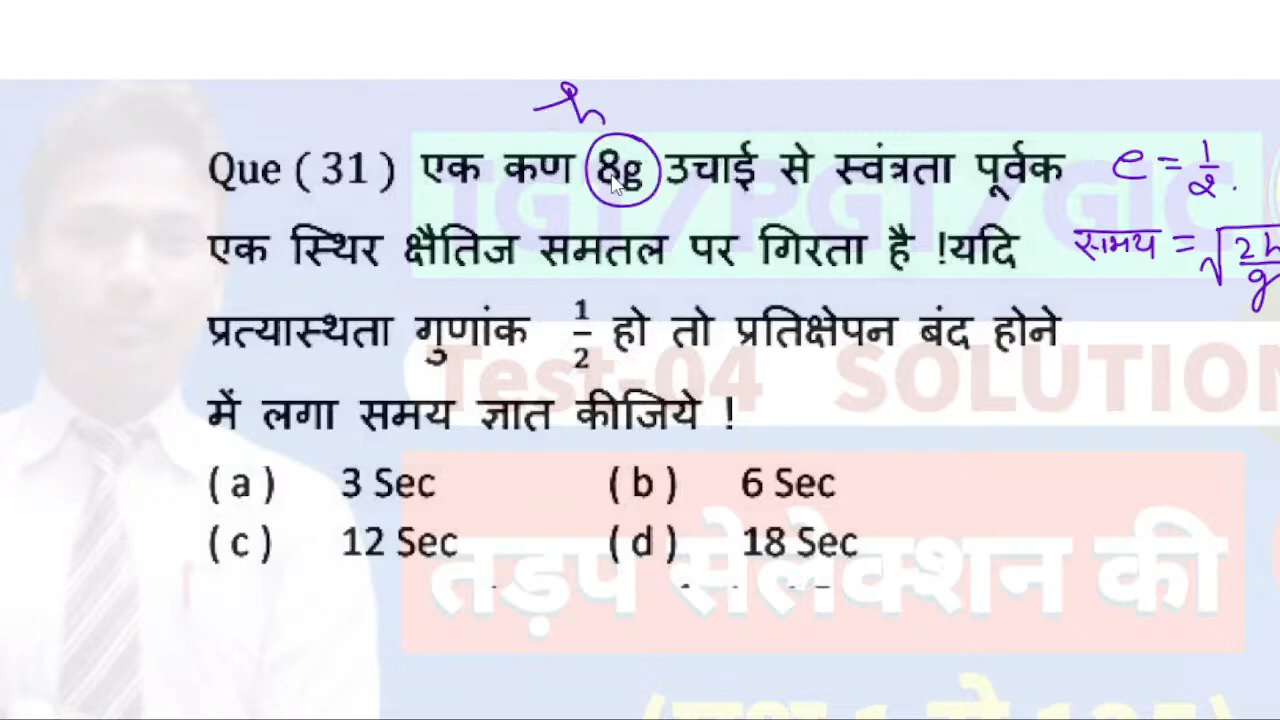 h
Que ( 31 ) एक कण 8g उचाई से स्वंत्रता पूर्वक e = 1/2.
एक स्थिर क्षैतिज समतल पर गिरता है !यदि समय = √2h/g
प्रत्यास्थता गुणांक 1/2 हो तो प्रतिक्षेपन बंद होने
Test-04 SOLUTION
में लगा समय ज्ञात कीजिये !
( a ) 3 Sec ( b ) 6 Sec
( c ) 12 Sec ( d ) 18 Sec
तड़प सेलेक्शन की